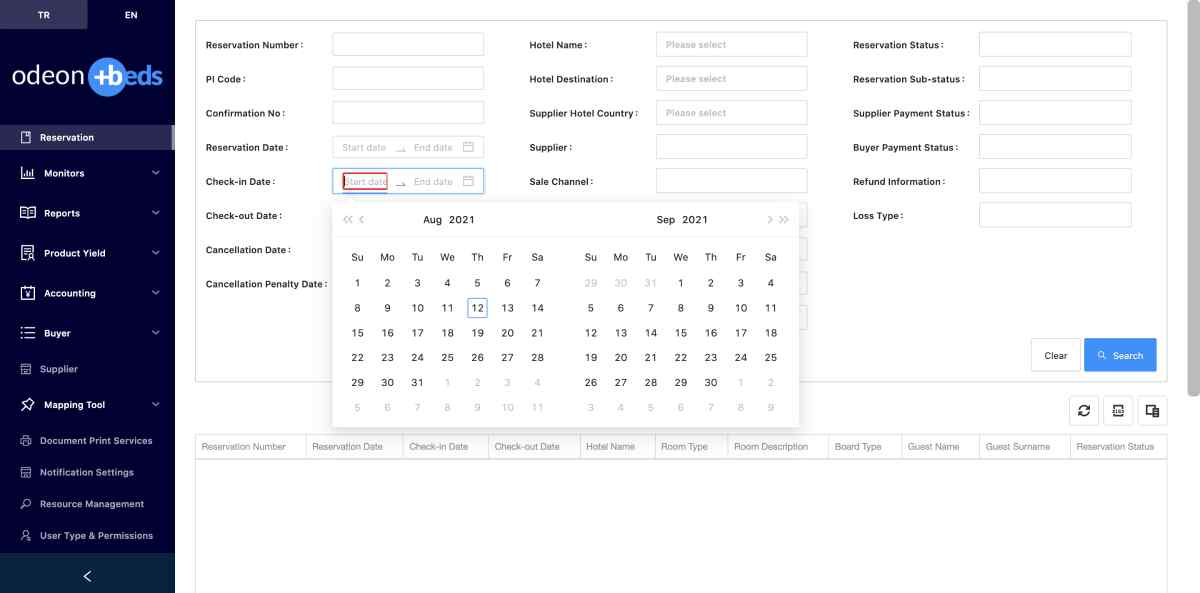 TR EN
odeon +beds
Reservation
Monitors
Reports
Product Yield
Accounting
Buyer
Supplier
Mapping Tool
Document Print Services
Notification Settings
Resource Management
User Type & Permissions
Reservation Number : Hotel Name : Please select Reservation Status :
PI Code : Hotel Destination : Please select Reservation Sub-status :
Confirmation No : Supplier Hotel Country : Please select Supplier Payment Status :
Reservation Date : Start date End date Supplier : Buyer Payment Status :
Check-in Date : Start date End date Sale Channel : Refund Information :
Check-out Date : Loss Type :
Cancellation Date :
Cancellation Penalty Date :
Aug 2021 Sep 2021
Su Mo Tu We Th Fr Sa Su Mo Tu We Th Fr Sa
1 2 3 4 5 6 7 29 30 31 1 2 3 4
8 9 10 11 12 13 14 5 6 7 8 9 10 11
15 16 17 18 19 20 21 12 13 14 15 16 17 18
22 23 24 25 26 27 28 19 20 21 22 23 24 25
29 30 31 1 2 3 4 26 27 28 29 30 1 2
5 6 7 8 9 10 11 3 4 5 6 7 8 9
Clear Search
Reservation Number Reservation Date Check-in Date Check-out Date Hotel Name Room Type Room Description Board Type Guest Name Guest Surname Reservation Status